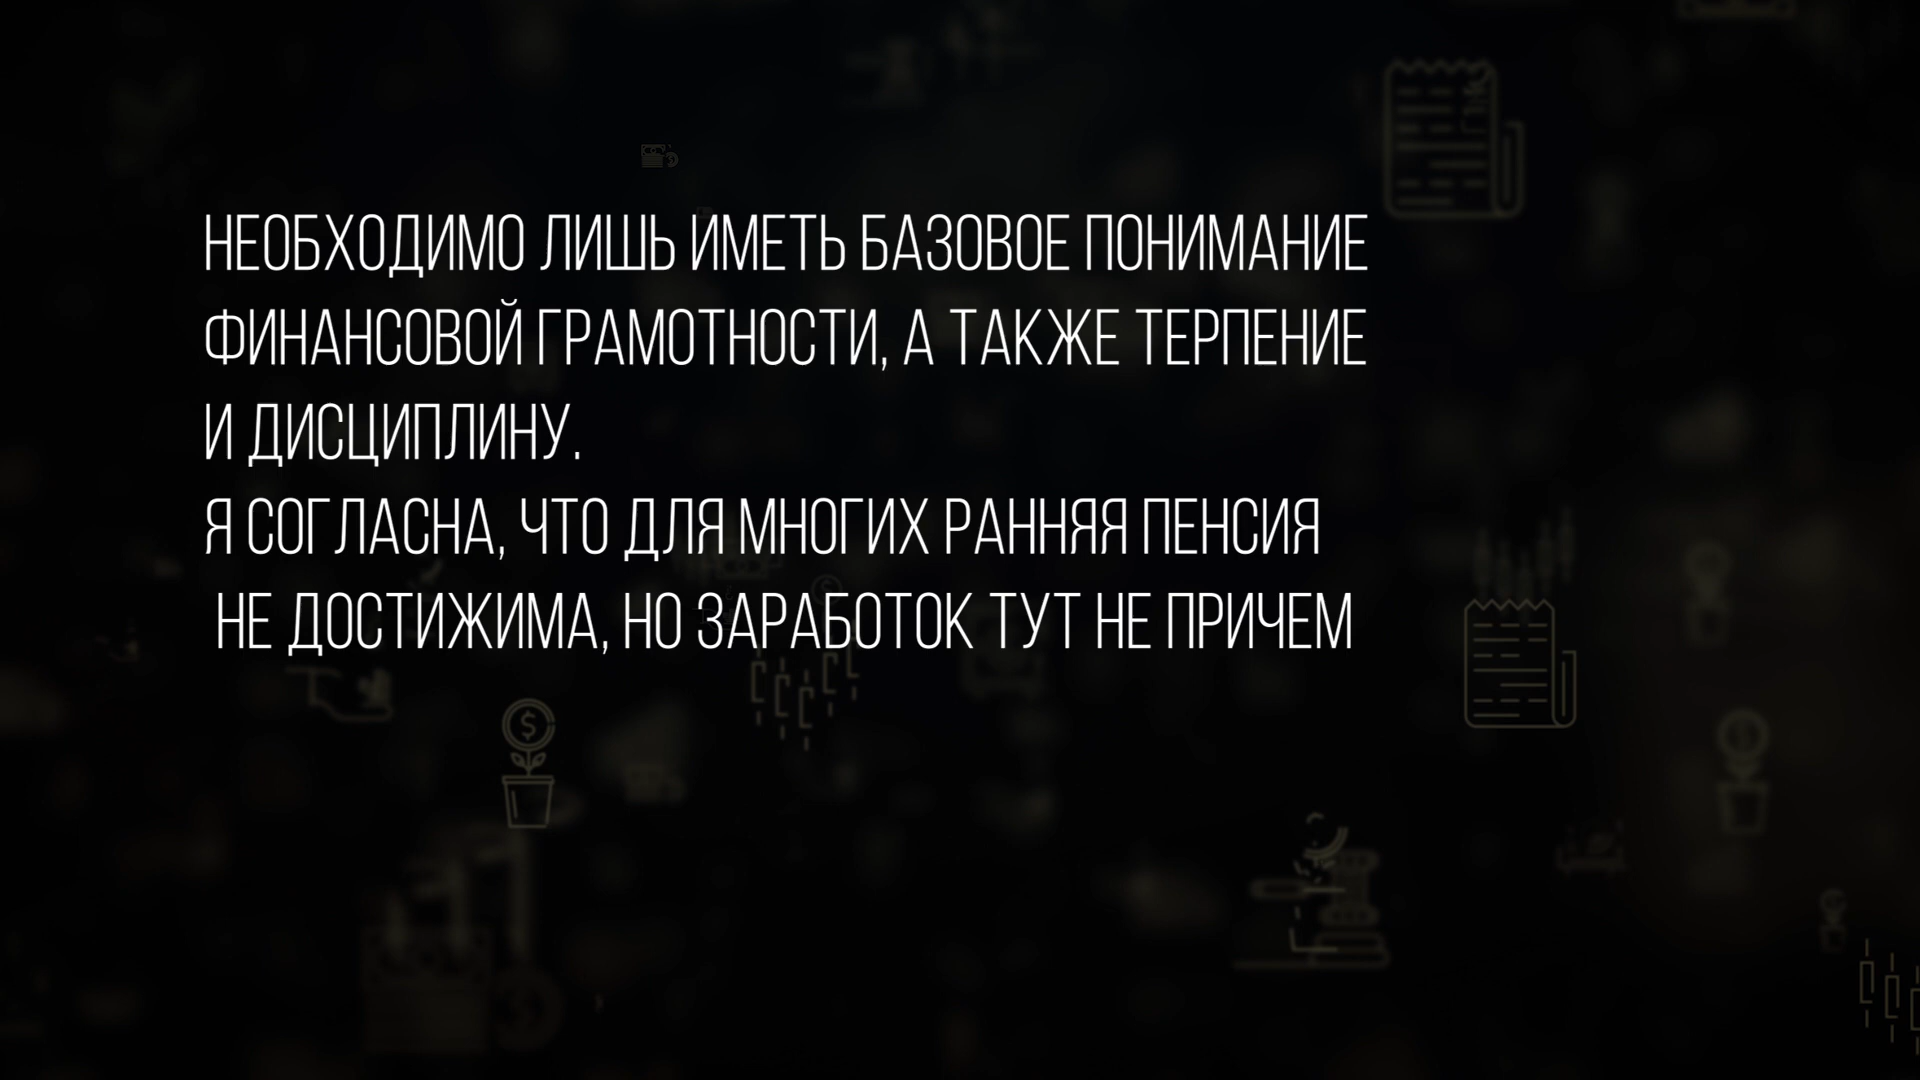 НЕОБХОДИМО ЛИШЬ ИМЕТЬ БАЗОВОЕ ПОНИМАНИЕ
ФИНАНСОВОЙ ГРАМОТНОСТИ, А ТАКЖЕ ТЕРПЕНИЕ
И ДИСЦИПЛИНУ.
Я СОГЛАСНА, ЧТО ДЛЯ МНОГИХ РАННЯЯ ПЕНСИЯ
НЕ ДОСТИЖИМА, НО ЗАРАБОТОК ТУТ НЕ ПРИЧЕМ